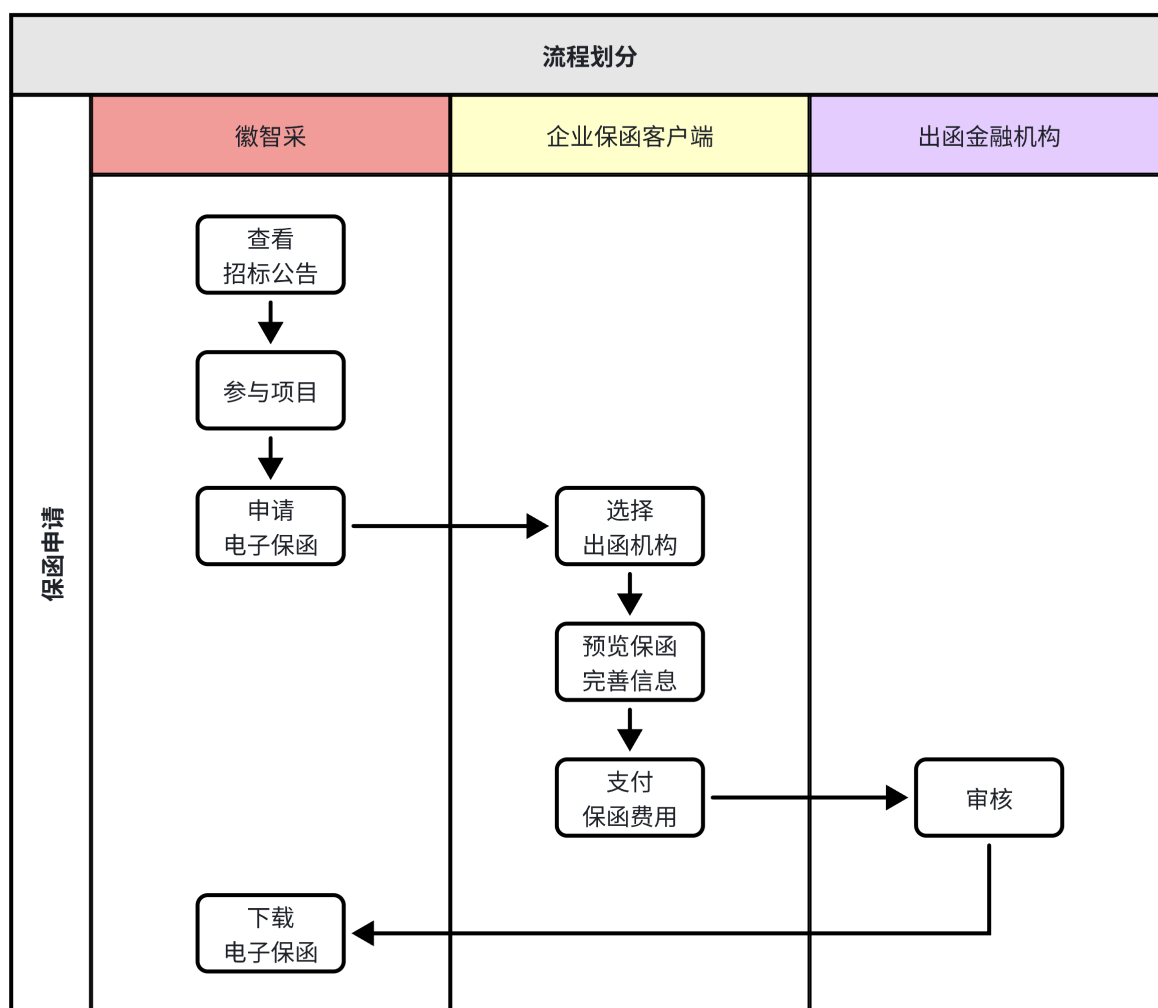 流程划分
徽智采
企业保函客户端
出函金融机构
保函申请
查看
招标公告
参与项目
申请
电子保函
选择
出函机构
预览保函
完善信息
支付
保函费用
审核
下载
电子保函